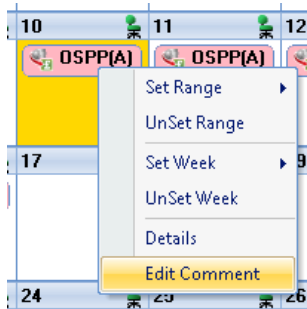 10 11 12
OSPP(A) OSPP(A)
Set Range
UnSet Range
17 Set Week 9
UnSet Week
Details
Edit Comment
24 25 26